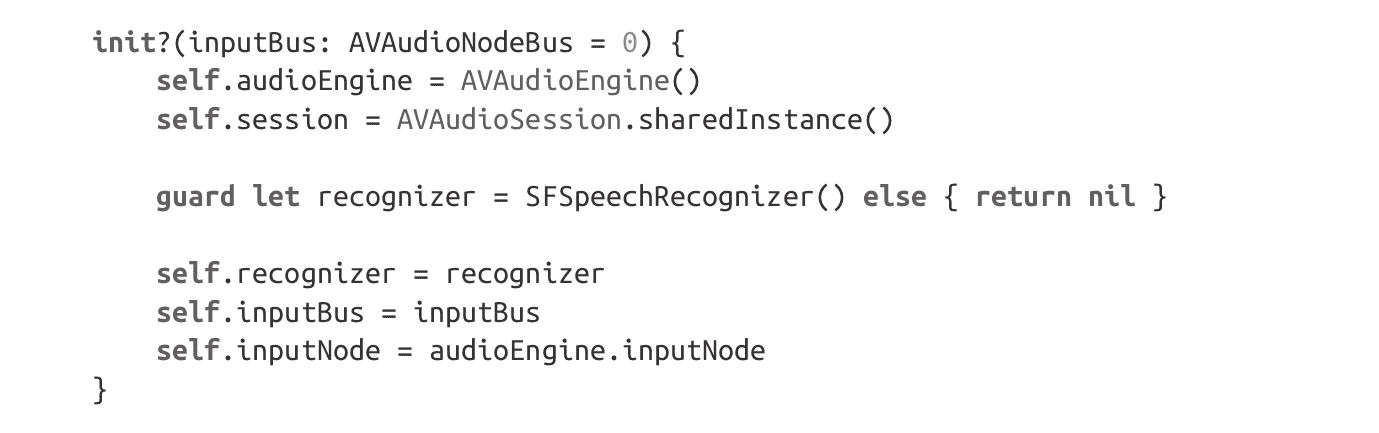 init?(inputBus: AVAudioNodeBus = 0) {
    self.audioEngine = AVAudioEngine()
    self.session = AVAudioSession.sharedInstance()

    guard let recognizer = SFSpeechRecognizer() else { return nil }

    self.recognizer = recognizer
    self.inputBus = inputBus
    self.inputNode = audioEngine.inputNode
}